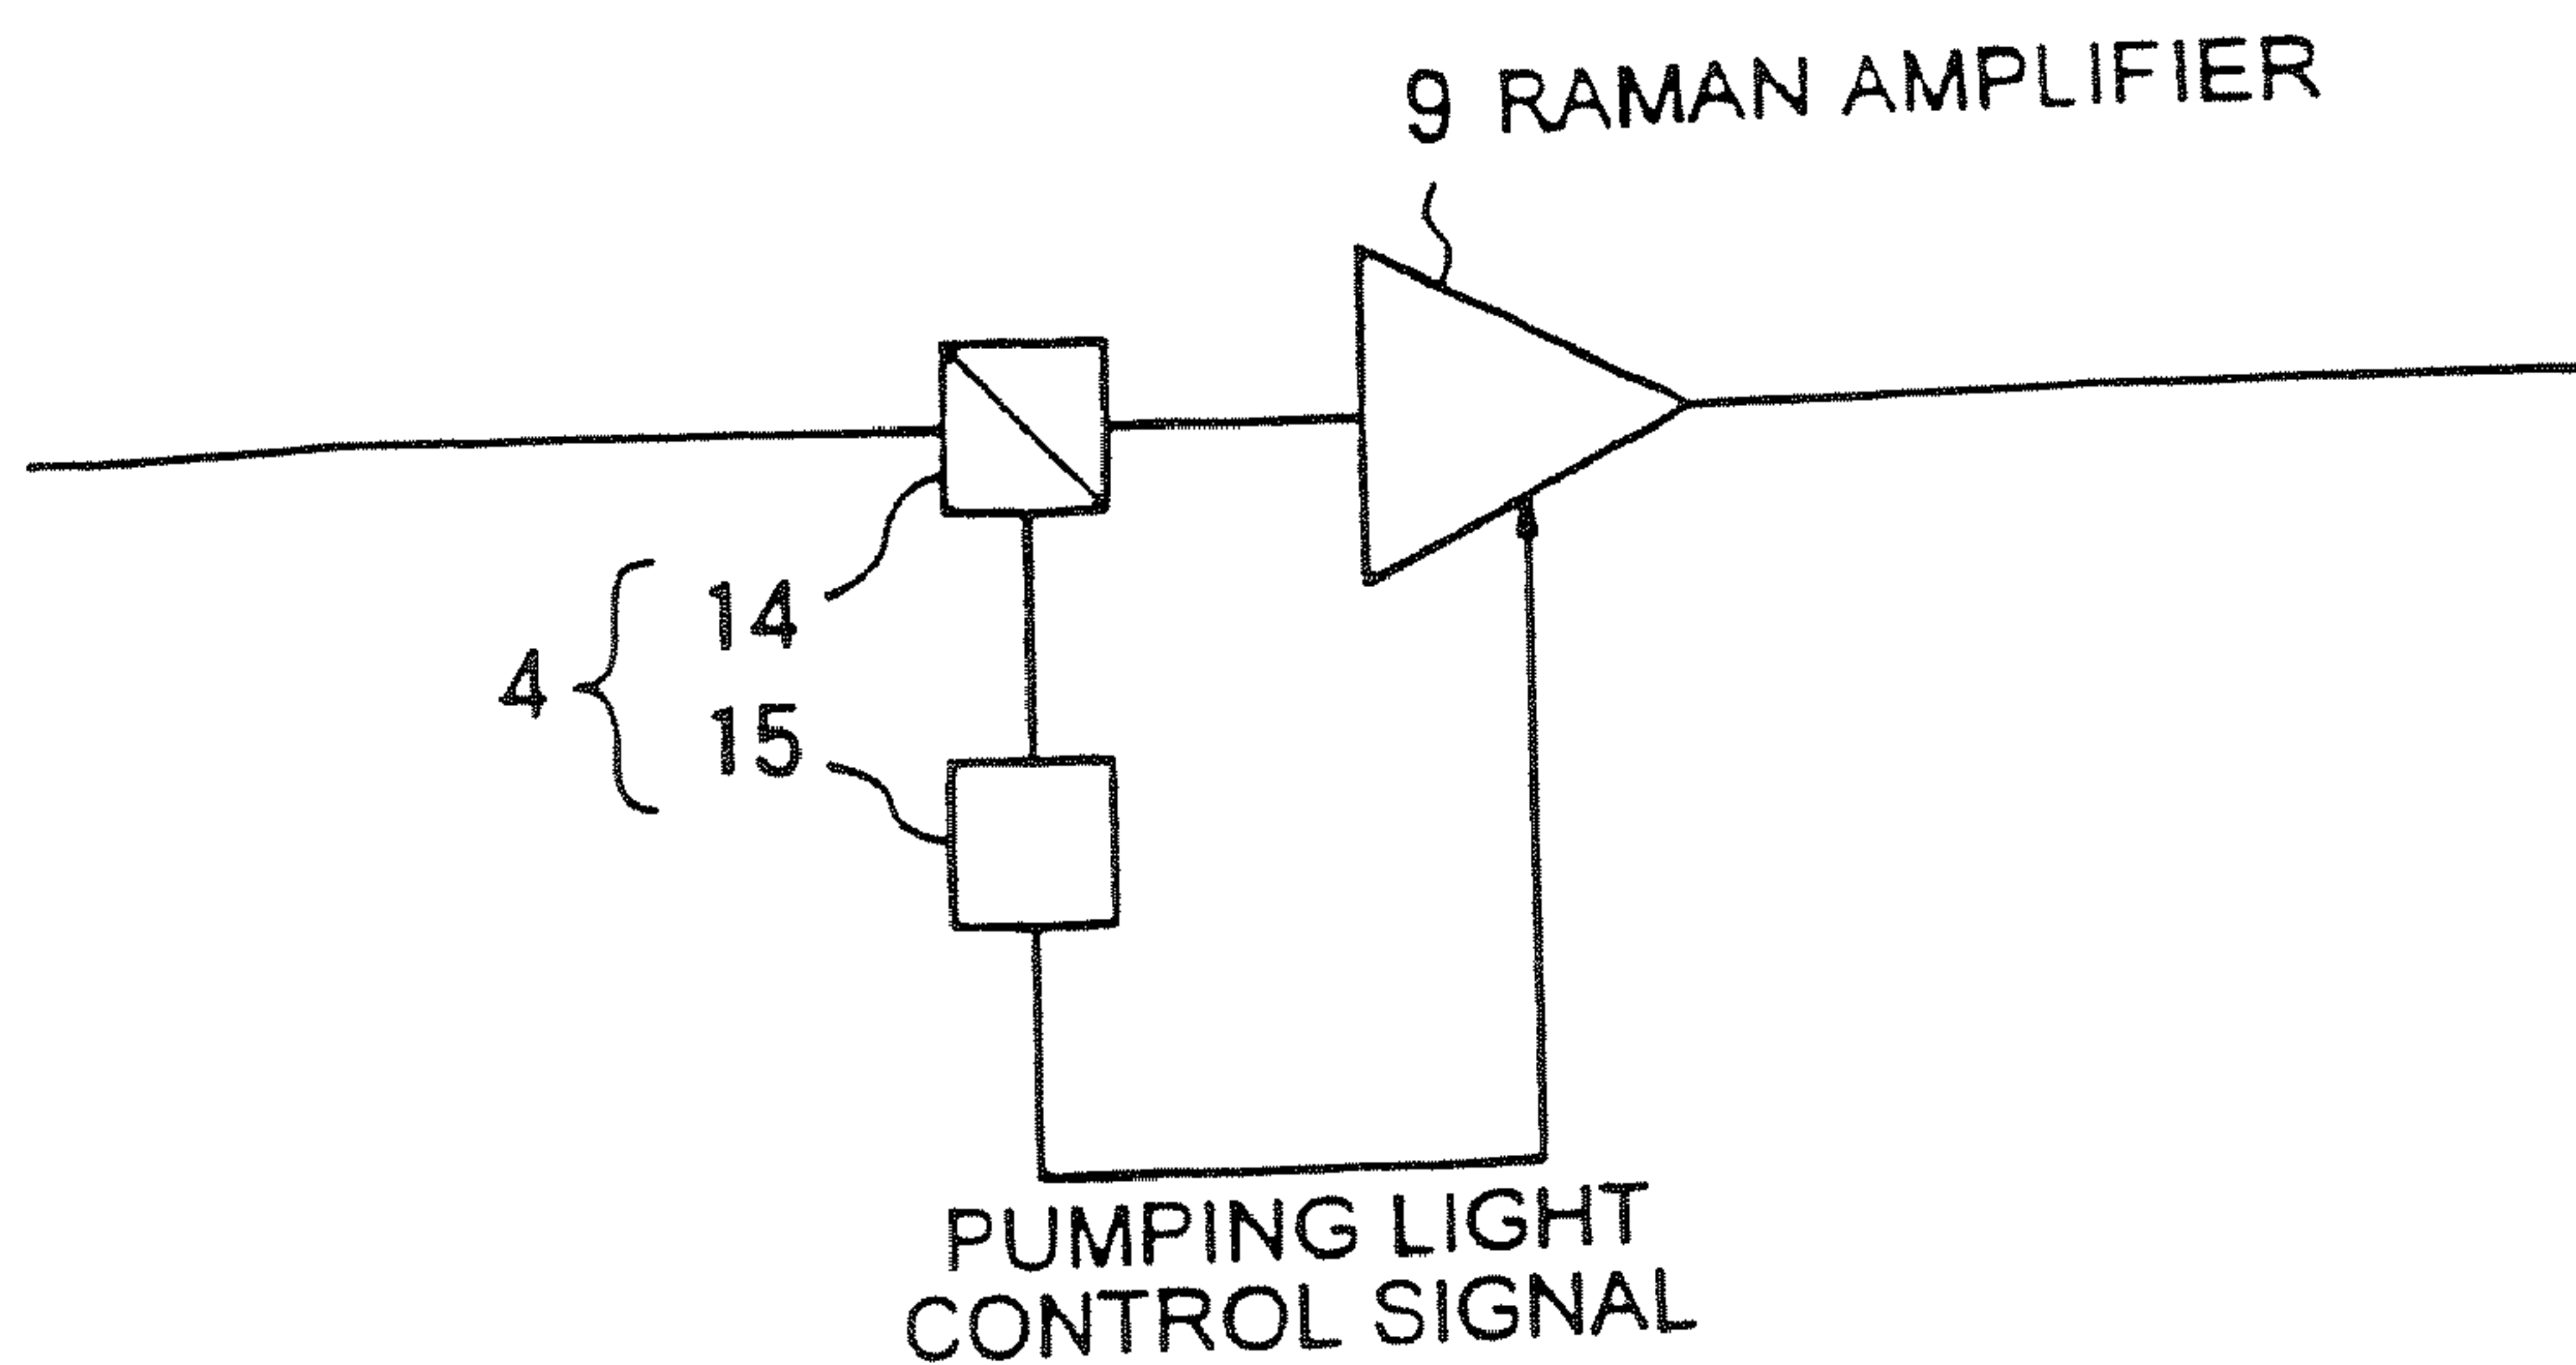 9 RAMAN AMPLIFIER
14
4
15
PUMPING LIGHT
CONTROL SIGNAL